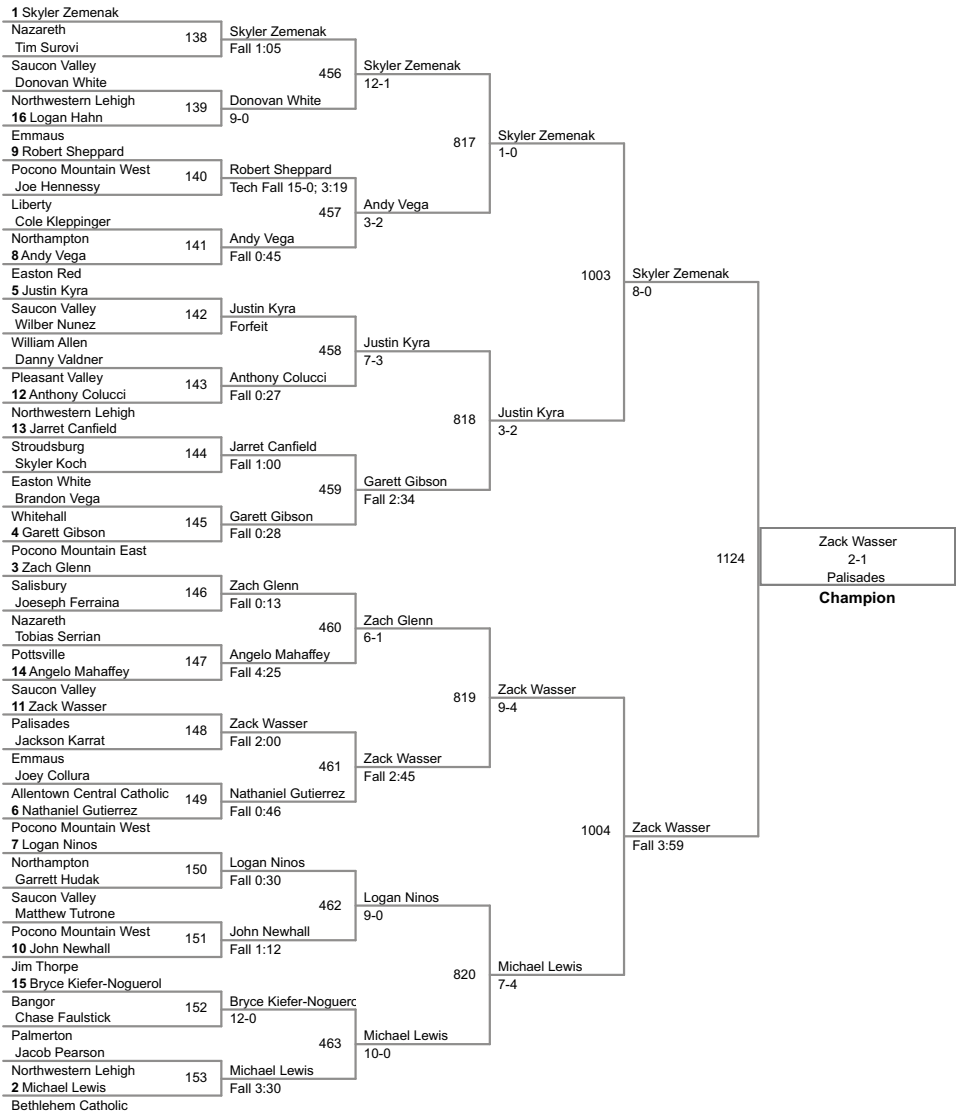 1 Skyler Zemenak
Nazareth
Tim Surovi
Saucon Valley
Donovan White
Northwestern Lehigh
16 Logan Hahn
Emmaus
9 Robert Sheppard
Pocono Mountain West
Joe Hennessy
Liberty
Cole Kleppinger
Northampton
8 Andy Vega
Easton Red
5 Justin Kyra
Saucon Valley
Wilber Nunez
William Allen
Danny Valdner
Pleasant Valley
12 Anthony Colucci
Northwestern Lehigh
13 Jarret Canfield
Stroudsburg
Skyler Koch
Easton White
Brandon Vega
Whitehall
4 Garett Gibson
Pocono Mountain East
3 Zach Glenn
Salisbury
Joeseph Ferraina
Nazareth
Tobias Serrian
Pottsville
14 Angelo Mahaffey
Saucon Valley
11 Zack Wasser
Palisades
Jackson Karrat
Emmaus
Joey Collura
Allentown Central Catholic
6 Nathaniel Gutierrez
Pocono Mountain West
7 Logan Ninos
Northampton
Garrett Hudak
Saucon Valley
Matthew Tutrone
Pocono Mountain West
10 John Newhall
Jim Thorpe
15 Bryce Kiefer-Noguerol
Bangor
Chase Faulstick
Palmerton
Jacob Pearson
Northwestern Lehigh
2 Michael Lewis
Bethlehem Catholic
138
139
140
141
142
143
144
145
146
147
148
149
150
151
152
153
Skyler Zemenak
Fall 1:05
Donovan White
9-0
Robert Sheppard
Tech Fall 15-0; 3:19
Andy Vega
Fall 0:45
Justin Kyra
Forfeit
Anthony Colucci
Fall 0:27
Jarret Canfield
Fall 1:00
Garett Gibson
Fall 0:28
Zach Glenn
Fall 0:13
Angelo Mahaffey
Fall 4:25
Zack Wasser
Fall 2:00
Nathaniel Gutierrez
Fall 0:46
Logan Ninos
Fall 0:30
John Newhall
Fall 1:12
Bryce Kiefer-Noguerc
12-0
Michael Lewis
Fall 3:30
456
457
458
459
460
461
462
463
Skyler Zemenak
12-1
Andy Vega
3-2
Justin Kyra
7-3
Garett Gibson
Fall 2:34
Zach Glenn
6-1
Zack Wasser
Fall 2:45
Logan Ninos
9-0
Michael Lewis
10-0
817
818
819
820
Skyler Zemenak
1-0
Justin Kyra
3-2
Zack Wasser
9-4
Michael Lewis
7-4
1003
1004
Skyler Zemenak
8-0
Zack Wasser
Fall 3:59
1124
Zack Wasser
2-1
Palisades
Champion